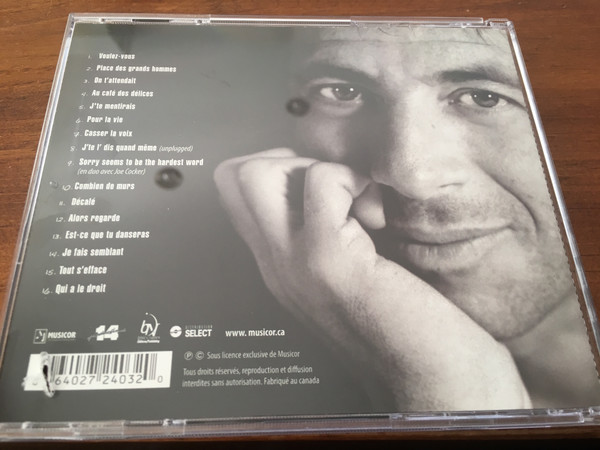 1. Voulez-vous
2. Place des grands hommes
3. On t'attendait
4. Au café des délices
5. J'te mentirais
6. Pour la vie
7. Casser la voix
8. J'te l' dis quand même (unplugged)
9. Sorry seems to be the hardest word
(en duo avec Joe Cocker)
10. Combien de murs
11. Décalé
12. Alors regarde
13. Est-ce que tu danseras
14. Je fais semblant
15. Tout s'efface
16. Qui a le droit
MUSICOR 14 DISTRIBUTION SELECT www. musicor.ca
Ⓟ © Sous licence exclusive de Musicor
Tous droits réservés, reproduction et diffusion
interdites sans autorisation. Fabriqué au canada
64027 24032 0